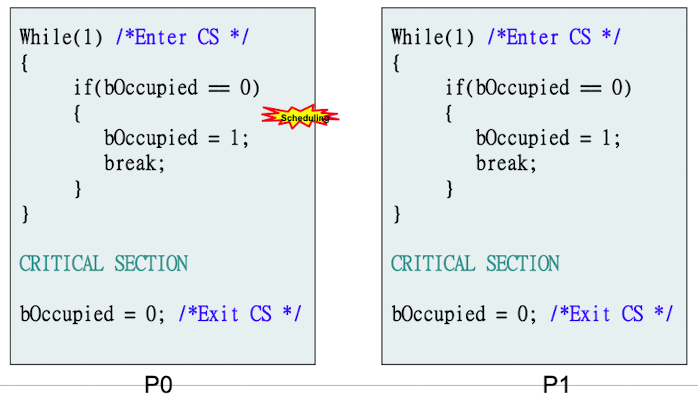 While(1) /*Enter CS */
{
if(bOccupied == 0)
{
Scheduling
bOccupied = 1;
break;
}
}
CRITICAL SECTION
bOccupied = 0; /*Exit CS */
P0
While(1) /*Enter CS */
{
if(bOccupied == 0)
{
bOccupied = 1;
break;
}
}
CRITICAL SECTION
bOccupied = 0; /*Exit CS */
P1